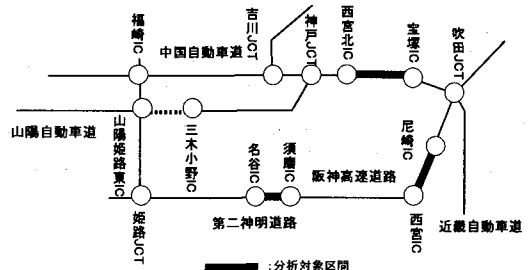 福崎IC
中国自動車道
吉川JCT
神戸JCT
西宮北IC
宝塚IC
吹田JCT
山陽自動車道
山陽姫路東IC
三木小野IC
名谷IC
須磨IC
阪神高速道路
尼崎IC
姫路JCT
第二神明道路
西宮IC
近畿自動車道
:分析対象区間